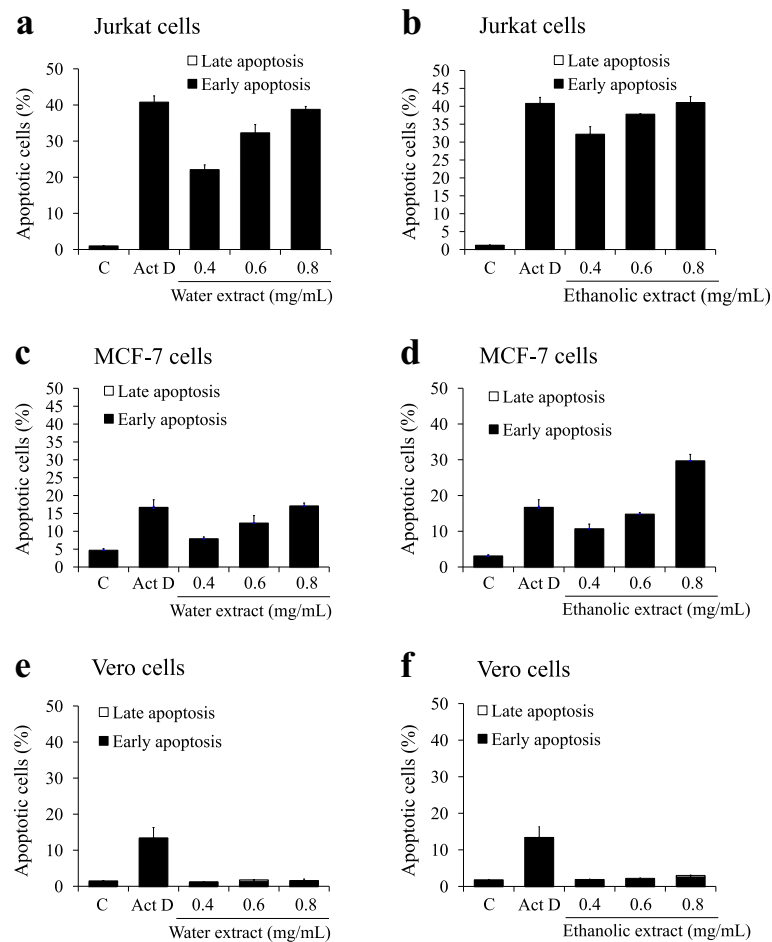 a Jurkat cells
Late apoptosis
Early apoptosis
Apoptotic cells (%)
50
40
30
20
10
0
C Act D 0.4 0.6 0.8
Water extract (mg/mL)
b Jurkat cells
Late apoptosis
Early apoptosis
Apoptotic cells (%)
50
45
40
35
30
25
20
15
10
5
0
C Act D 0.4 0.6 0.8
Ethanolic extract (mg/mL)
c MCF-7 cells
Late apoptosis
Early apoptosis
Apoptotic cells (%)
50
45
40
35
30
25
20
15
10
5
0
C Act D 0.4 0.6 0.8
Water extract (mg/mL)
d MCF-7 cells
Late apoptosis
Early apoptosis
Apoptotic cells (%)
50
40
30
20
10
0
C Act D 0.4 0.6 0.8
Ethanolic extract (mg/mL)
e Vero cells
Late apoptosis
Early apoptosis
Apoptotic cells (%)
50
40
30
20
10
0
C Act D 0.4 0.6 0.8
Water extract (mg/mL)
f Vero cells
Late apoptosis
Early apoptosis
Apoptotic cells (%)
50
40
30
20
10
0
C Act D 0.4 0.6 0.8
Ethanolic extract (mg/mL)